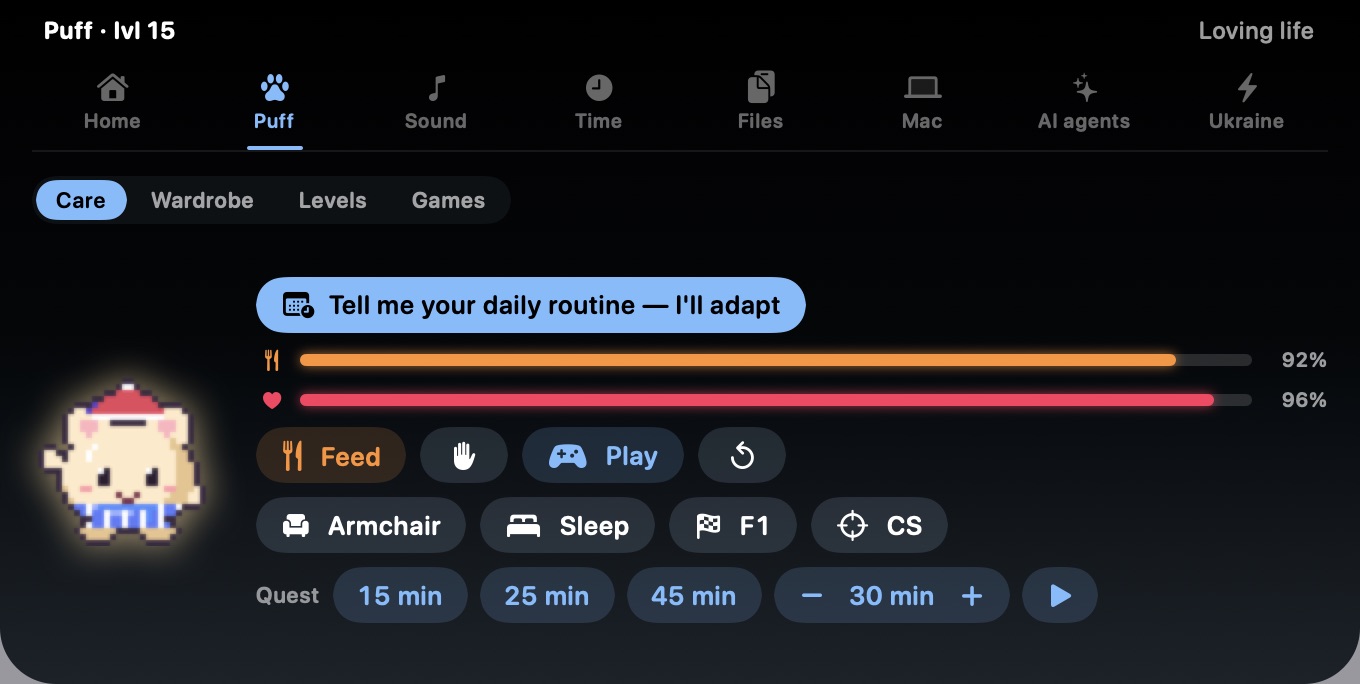 Puff · lvl 15 Loving life
Home Puff Sound Time Files Mac AI agents Ukraine
Care Wardrobe Levels Games
Tell me your daily routine — I'll adapt
92%
96%
Feed Play
Armchair Sleep F1 CS
Quest 15 min 25 min 45 min − 30 min +